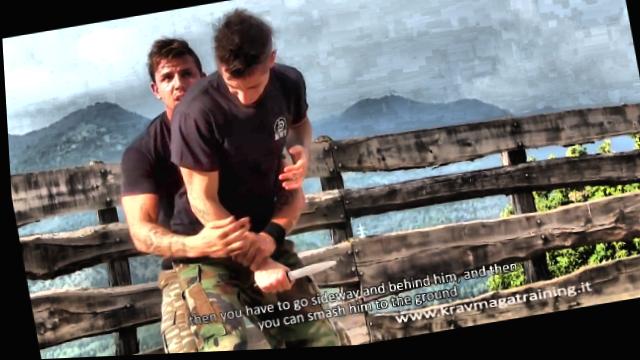 then you have to go sideway and behind him, and then
you can smash him to the ground
www.kravmagatraining.it